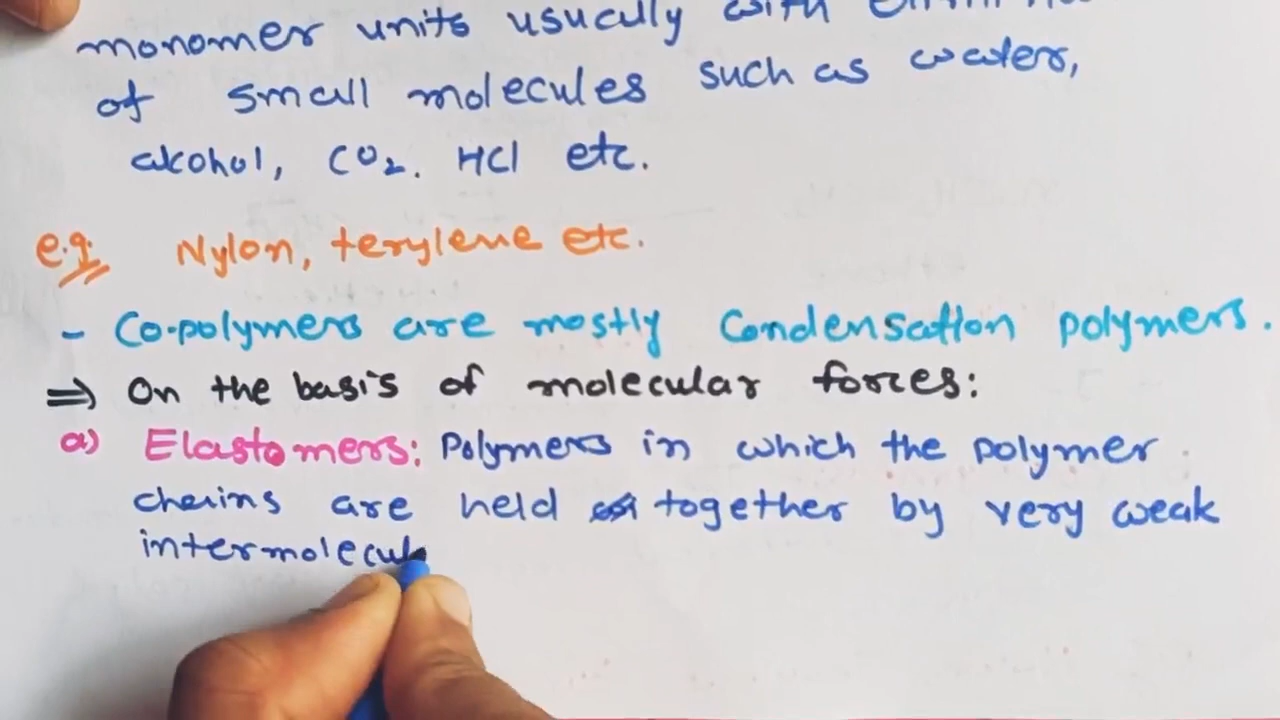 monomer units usually with
of small molecules such as waters,
alcohol, CO₂. HCl etc.
e.g. Nylon, terylene etc.
- Co-polymers are mostly Condensation polymers.
⇒ On the basis of molecular forces:
a) Elastomers: Polymers in which the polymer
chains are held together by very weak
intermolecul